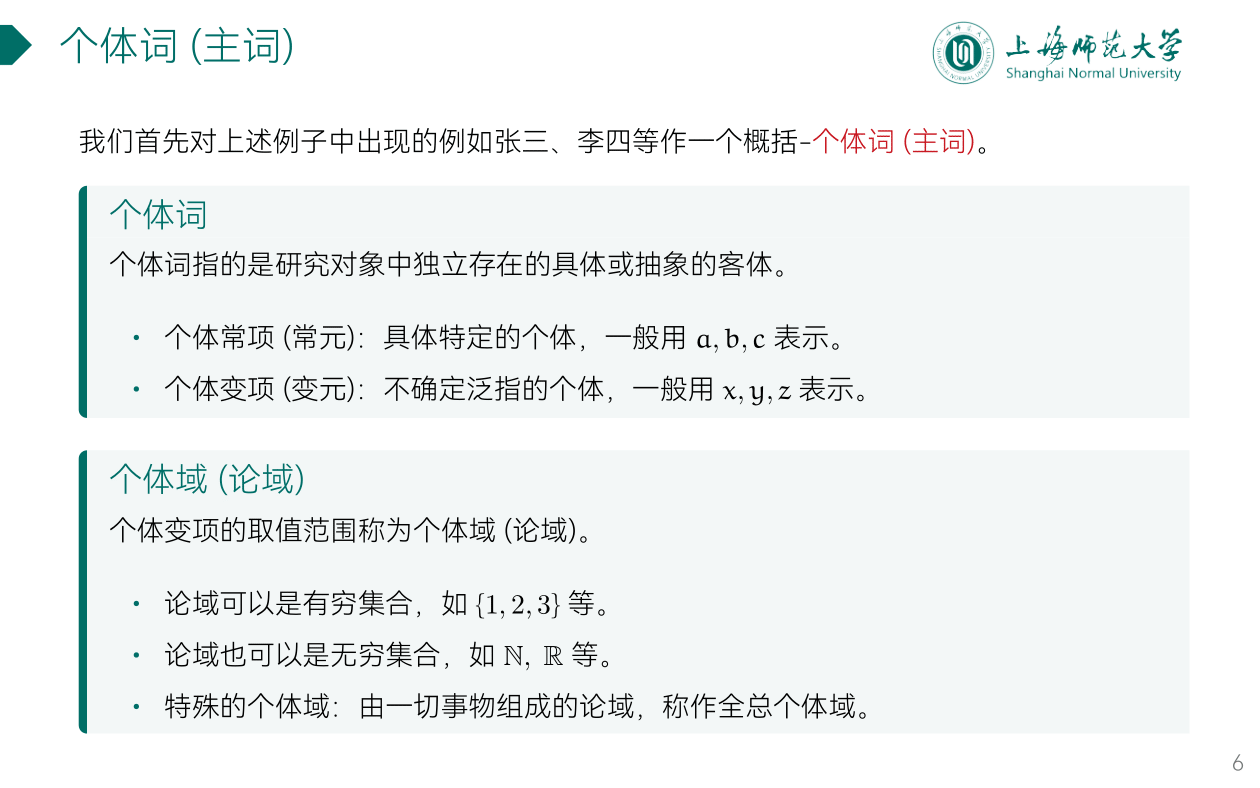 个体词 (主词)
上海师范大学
Shanghai Normal University
我们首先对上述例子中出现的例如张三、李四等作一个概括–个体词 (主词)。
个体词
个体词指的是研究对象中独立存在的具体或抽象的客体。
• 个体常项 (常元)：具体特定的个体，一般用 a, b, c 表示。
• 个体变项 (变元)：不确定泛指的个体，一般用 x, y, z 表示。
个体域 (论域)
个体变项的取值范围称为个体域 (论域)。
• 论域可以是有穷集合，如 {1, 2, 3} 等。
• 论域也可以是无穷集合，如 ℕ, ℝ 等。
• 特殊的个体域：由一切事物组成的论域，称作全总个体域。
6